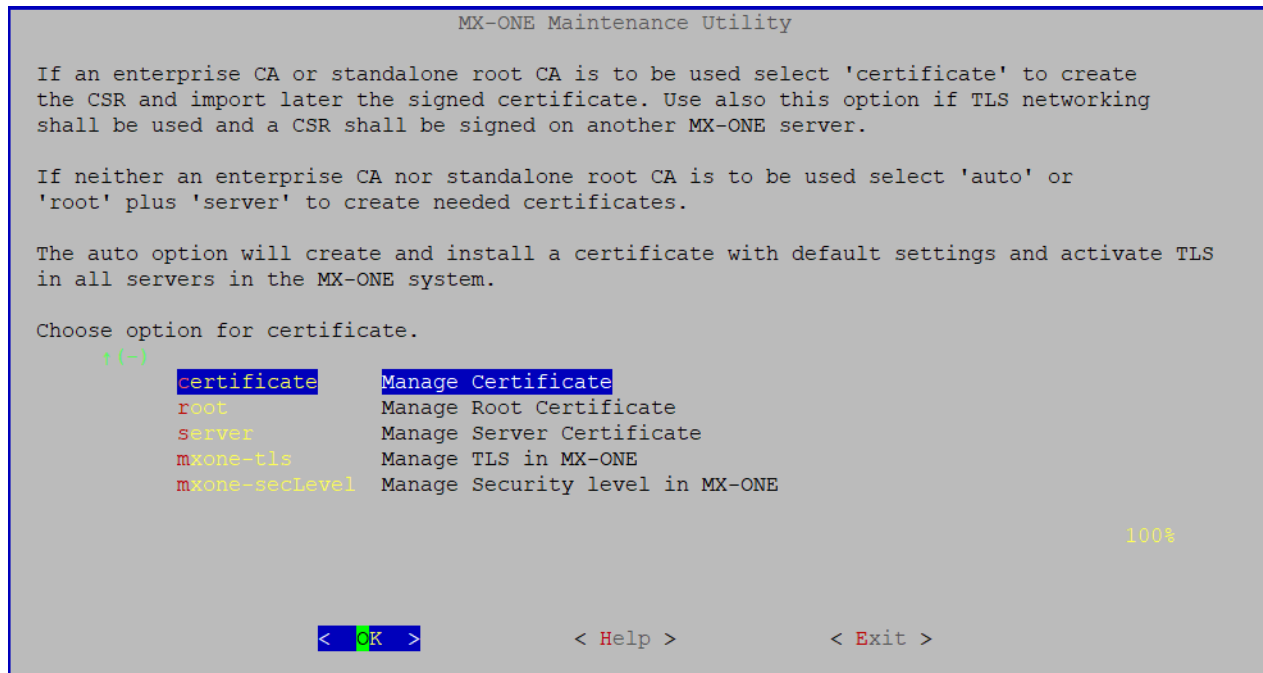 MX-ONE Maintenance Utility
If an enterprise CA or standalone root CA is to be used select 'certificate' to create
the CSR and import later the signed certificate. Use also this option if TLS networking
shall be used and a CSR shall be signed on another MX-ONE server.
If neither an enterprise CA nor standalone root CA is to be used select 'auto' or
'root' plus 'server' to create needed certificates.
The auto option will create and install a certificate with default settings and activate TLS
in all servers in the MX-ONE system.
Choose option for certificate.
↑(-)
certificate Manage Certificate
root Manage Root Certificate
server Manage Server Certificate
mxone-tls Manage TLS in MX-ONE
mxone-secLevel Manage Security level in MX-ONE
100%
< OK > < Help > < Exit >